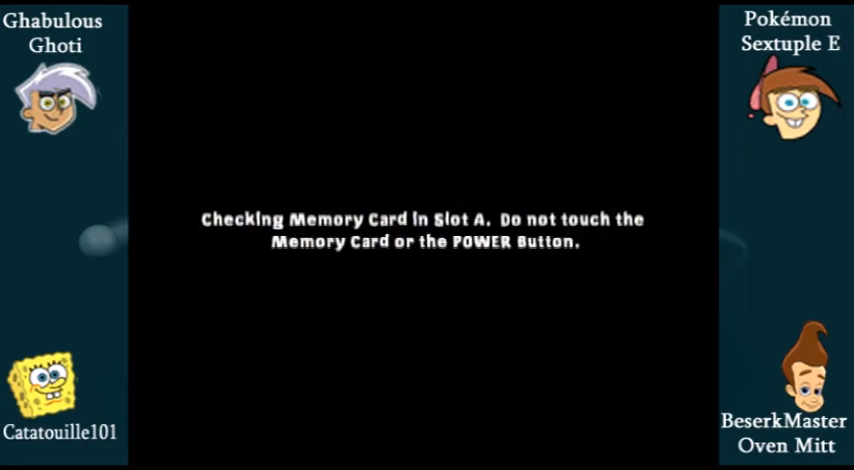 Ghabulous
Ghoti
Pokémon
Sextuple E
Checking Memory Card in Slot A. Do not touch the
Memory Card or the POWER Button.
Catatouille101
BeserkMaster
Oven Mitt